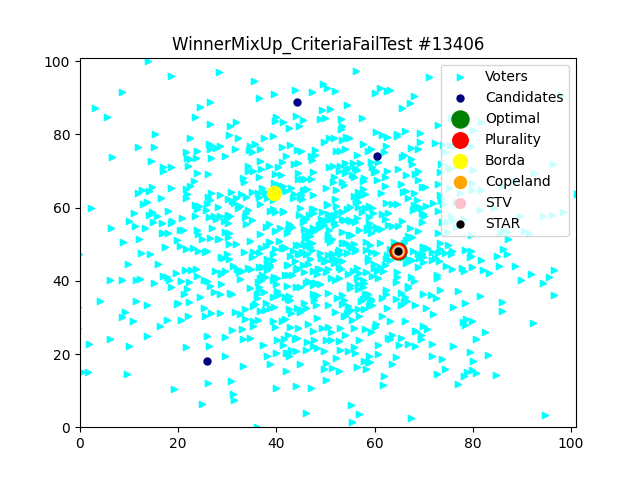 WinnerMixUp_CriteriaFailTest #13406
100
80
60
40
20
0
0 20 40 60 80 100
Voters
Candidates
Optimal
Plurality
Borda
Copeland
STV
STAR